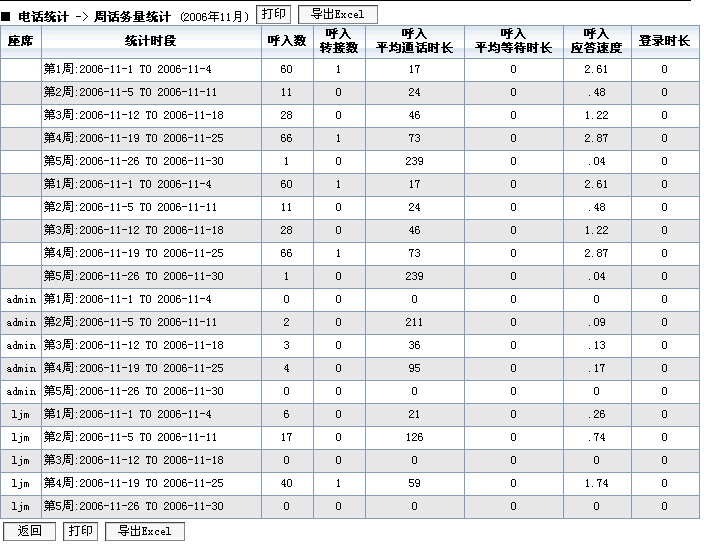 ■ 电话统计 -> 周话务量统计 (2006年11月) 打印 导出Excel
座席 统计时段 呼入数 呼入转接数 呼入平均通话时长 呼入平均等待时长 呼入应答速度 登录时长
第1周:2006-11-1 TO 2006-11-4 60 1 17 0 2.61 0
第2周:2006-11-5 TO 2006-11-11 11 0 24 0 .48 0
第3周:2006-11-12 TO 2006-11-18 28 0 46 0 1.22 0
第4周:2006-11-19 TO 2006-11-25 66 1 73 0 2.87 0
第5周:2006-11-26 TO 2006-11-30 1 0 239 0 .04 0
第1周:2006-11-1 TO 2006-11-4 60 1 17 0 2.61 0
第2周:2006-11-5 TO 2006-11-11 11 0 24 0 .48 0
第3周:2006-11-12 TO 2006-11-18 28 0 46 0 1.22 0
第4周:2006-11-19 TO 2006-11-25 66 1 73 0 2.87 0
第5周:2006-11-26 TO 2006-11-30 1 0 239 0 .04 0
admin 第1周:2006-11-1 TO 2006-11-4 0 0 0 0 0 0
admin 第2周:2006-11-5 TO 2006-11-11 2 0 211 0 .09 0
admin 第3周:2006-11-12 TO 2006-11-18 3 0 36 0 .13 0
admin 第4周:2006-11-19 TO 2006-11-25 4 0 95 0 .17 0
admin 第5周:2006-11-26 TO 2006-11-30 0 0 0 0 0 0
ljm 第1周:2006-11-1 TO 2006-11-4 6 0 21 0 .26 0
ljm 第2周:2006-11-5 TO 2006-11-11 17 0 126 0 .74 0
ljm 第3周:2006-11-12 TO 2006-11-18 0 0 0 0 0 0
ljm 第4周:2006-11-19 TO 2006-11-25 40 1 59 0 1.74 0
ljm 第5周:2006-11-26 TO 2006-11-30 0 0 0 0 0 0
返回 打印 导出Excel